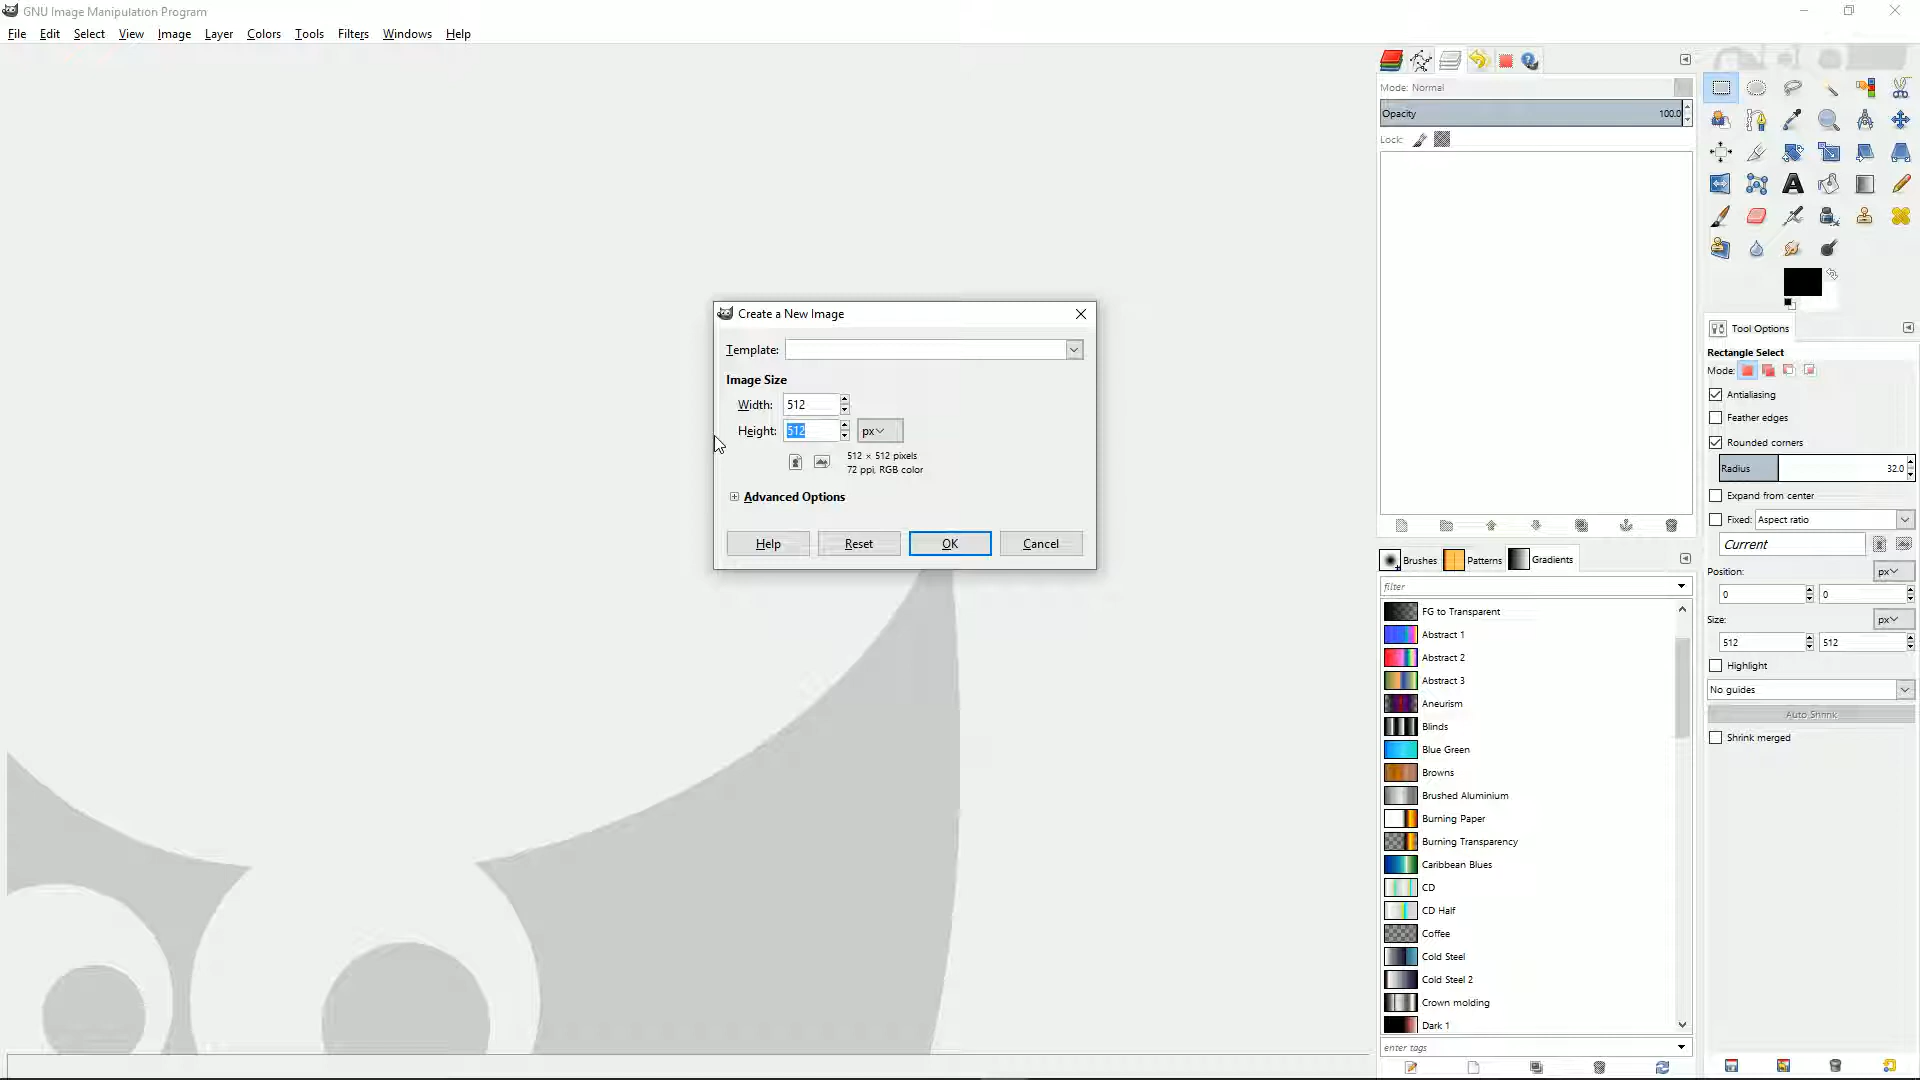 GNU Image Manipulation Program
File Edit Select View Image Layer Colors Tools Filters Windows Help
Mode: Normal
Opacity 100.0
Lock:
Create a New Image
Template:
Image Size
Width: 512
Height: 512 px
512 × 512 pixels
72 ppi, RGB color
Advanced Options
Help Reset OK Cancel
Brushes Patterns Gradients
filter
FG to Transparent
Abstract 1
Abstract 2
Abstract 3
Aneurism
Blinds
Blue Green
Browns
Brushed Aluminium
Burning Paper
Burning Transparency
Caribbean Blues
CD
CD Half
Coffee
Cold Steel
Cold Steel 2
Crown molding
Dark 1
enter tags
Tool Options
Rectangle Select
Mode:
Antialiasing
Feather edges
Rounded corners
Radius 32.0
Expand from center
Fixed: Aspect ratio
Current
Position: px
0 0
Size: px
512 512
Highlight
No guides
Auto Shrink
Shrink merged